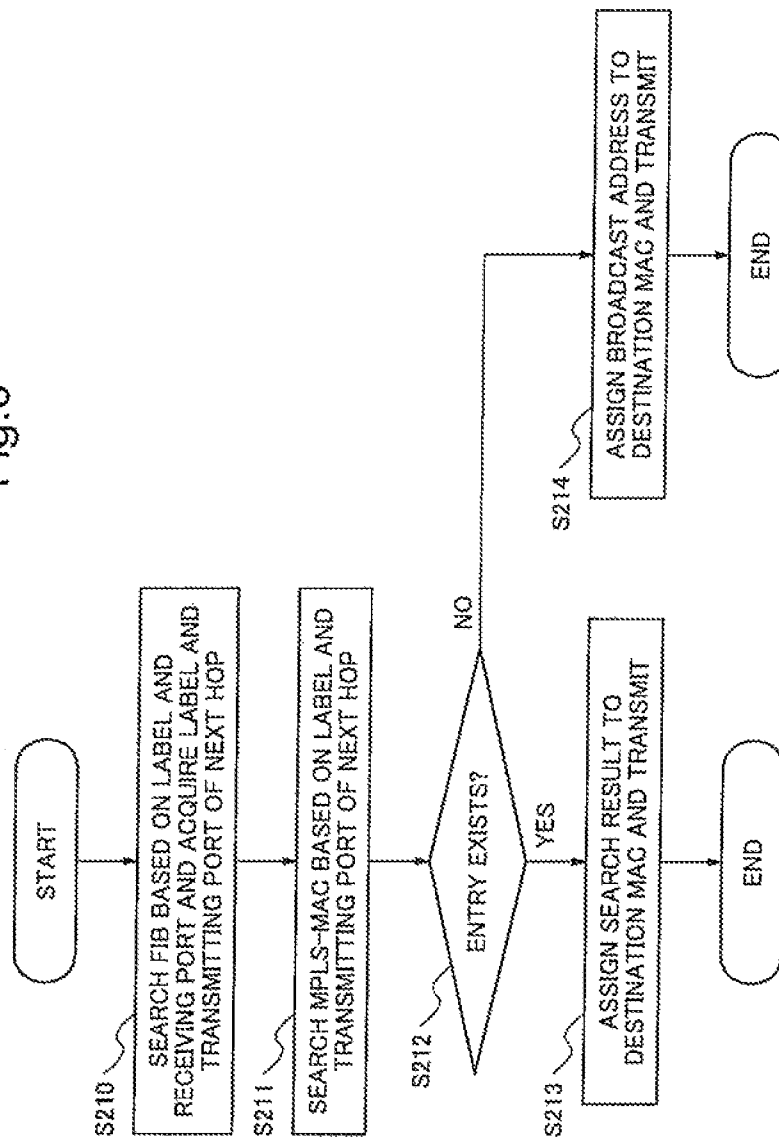 START
S210
SEARCH FIB BASED ON LABEL AND
RECEIVING PORT AND ACQUIRE LABEL AND
TRANSMITTING PORT OF NEXT HOP
S211
SEARCH MPLS-MAC BASED ON LABEL AND
TRANSMITTING PORT OF NEXT HOP
S212
ENTRY EXISTS?
NO
YES
S213
ASSIGN SEARCH RESULT TO
DESTINATION MAC AND TRANSMIT
END
S214
ASSIGN BROADCAST ADDRESS TO
DESTINATION MAC AND TRANSMIT
END